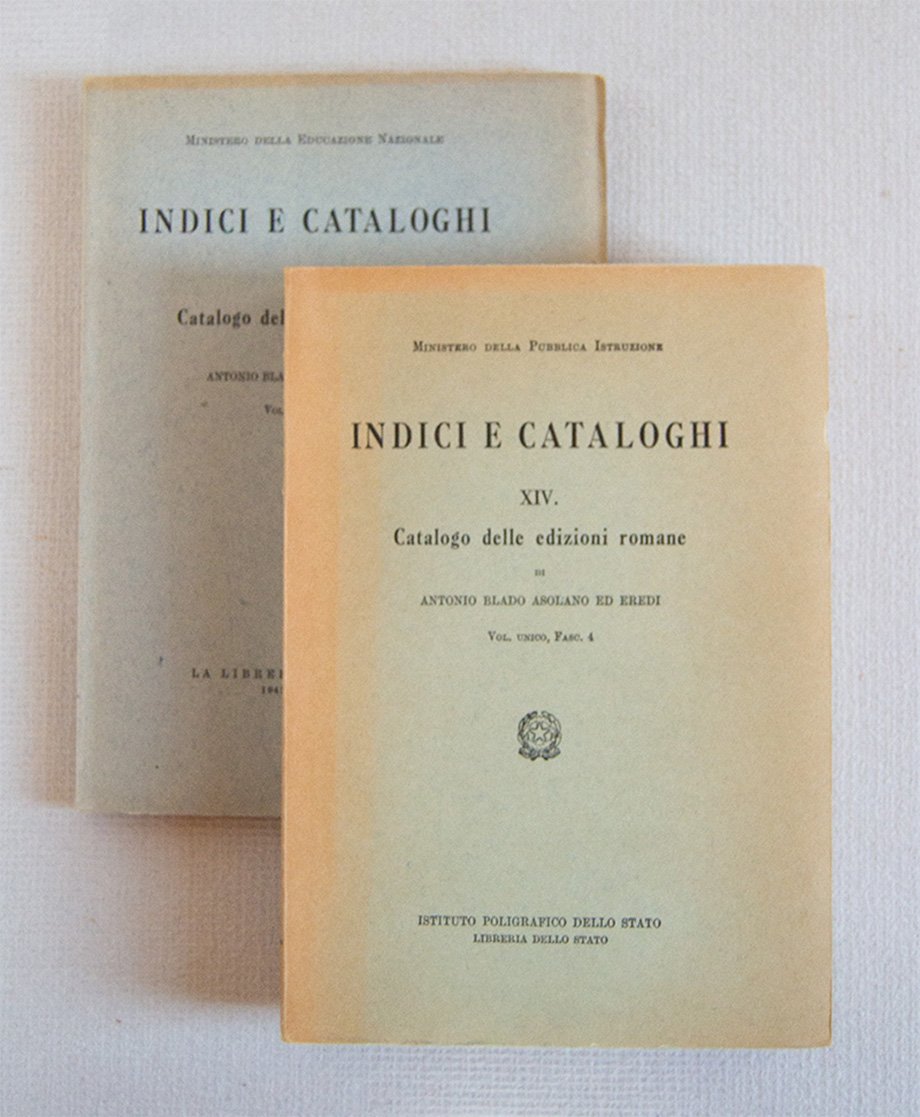 MINISTERO DELLA EDUCAZIONE NAZIONALE
INDICI E CATALOGHI
Catalogo del
ANTONIO BLA
VOL.
LA LIBRE
194
MINISTERO DELLA PUBBLICA ISTRUZIONE
INDICI E CATALOGHI
XIV.
Catalogo delle edizioni romane
DI
ANTONIO BLADO ASOLANO ED EREDI
VOL. UNICO, FASC. 4
ISTITUTO POLIGRAFICO DELLO STATO
LIBRERIA DELLO STATO